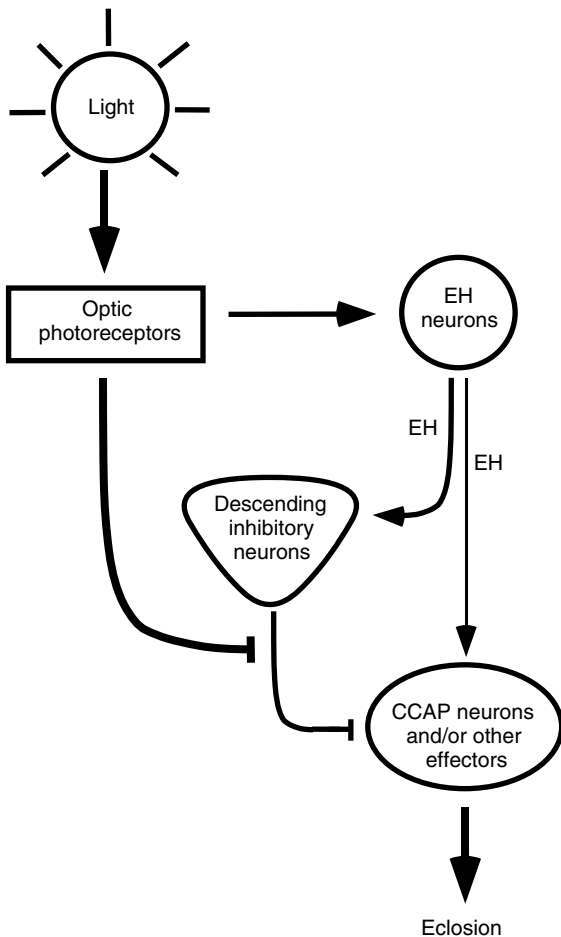 Light
Optic
photoreceptors
EH
neurons
EH
EH
Descending
inhibitory
neurons
CCAP neurons
and/or other
effectors
Eclosion